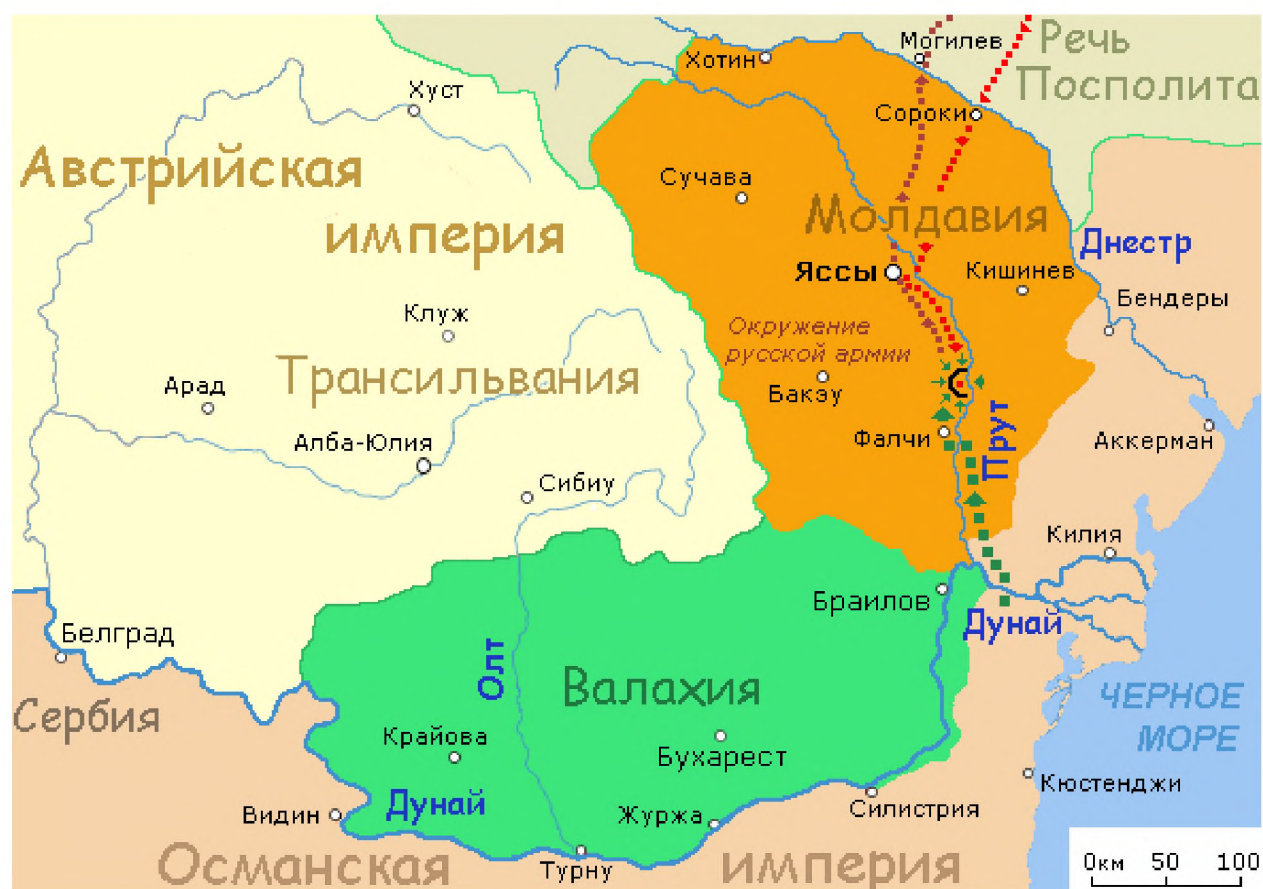 Могилев
Речь
Посполита
Хотин
Хуст
Сороки
Австрийская
империя
Сучава
Молдавия
Днестр
Яссы
Кишинев
Бендеры
Клуж
Окружение
русской армии
Трансильвания
Арад
Бакэу
Прут
Фалчи
Аккерман
Алба-Юлия
Сибиу
Килия
Браилов
Дунай
Белград
Олт
Валахия
ЧЕРНОЕ
МОРЕ
Сербия
Крайова
Бухарест
Кюстенджи
Дунай
Силистрия
Видин
Журжа
Османская
империя
Турну
0км 50 100